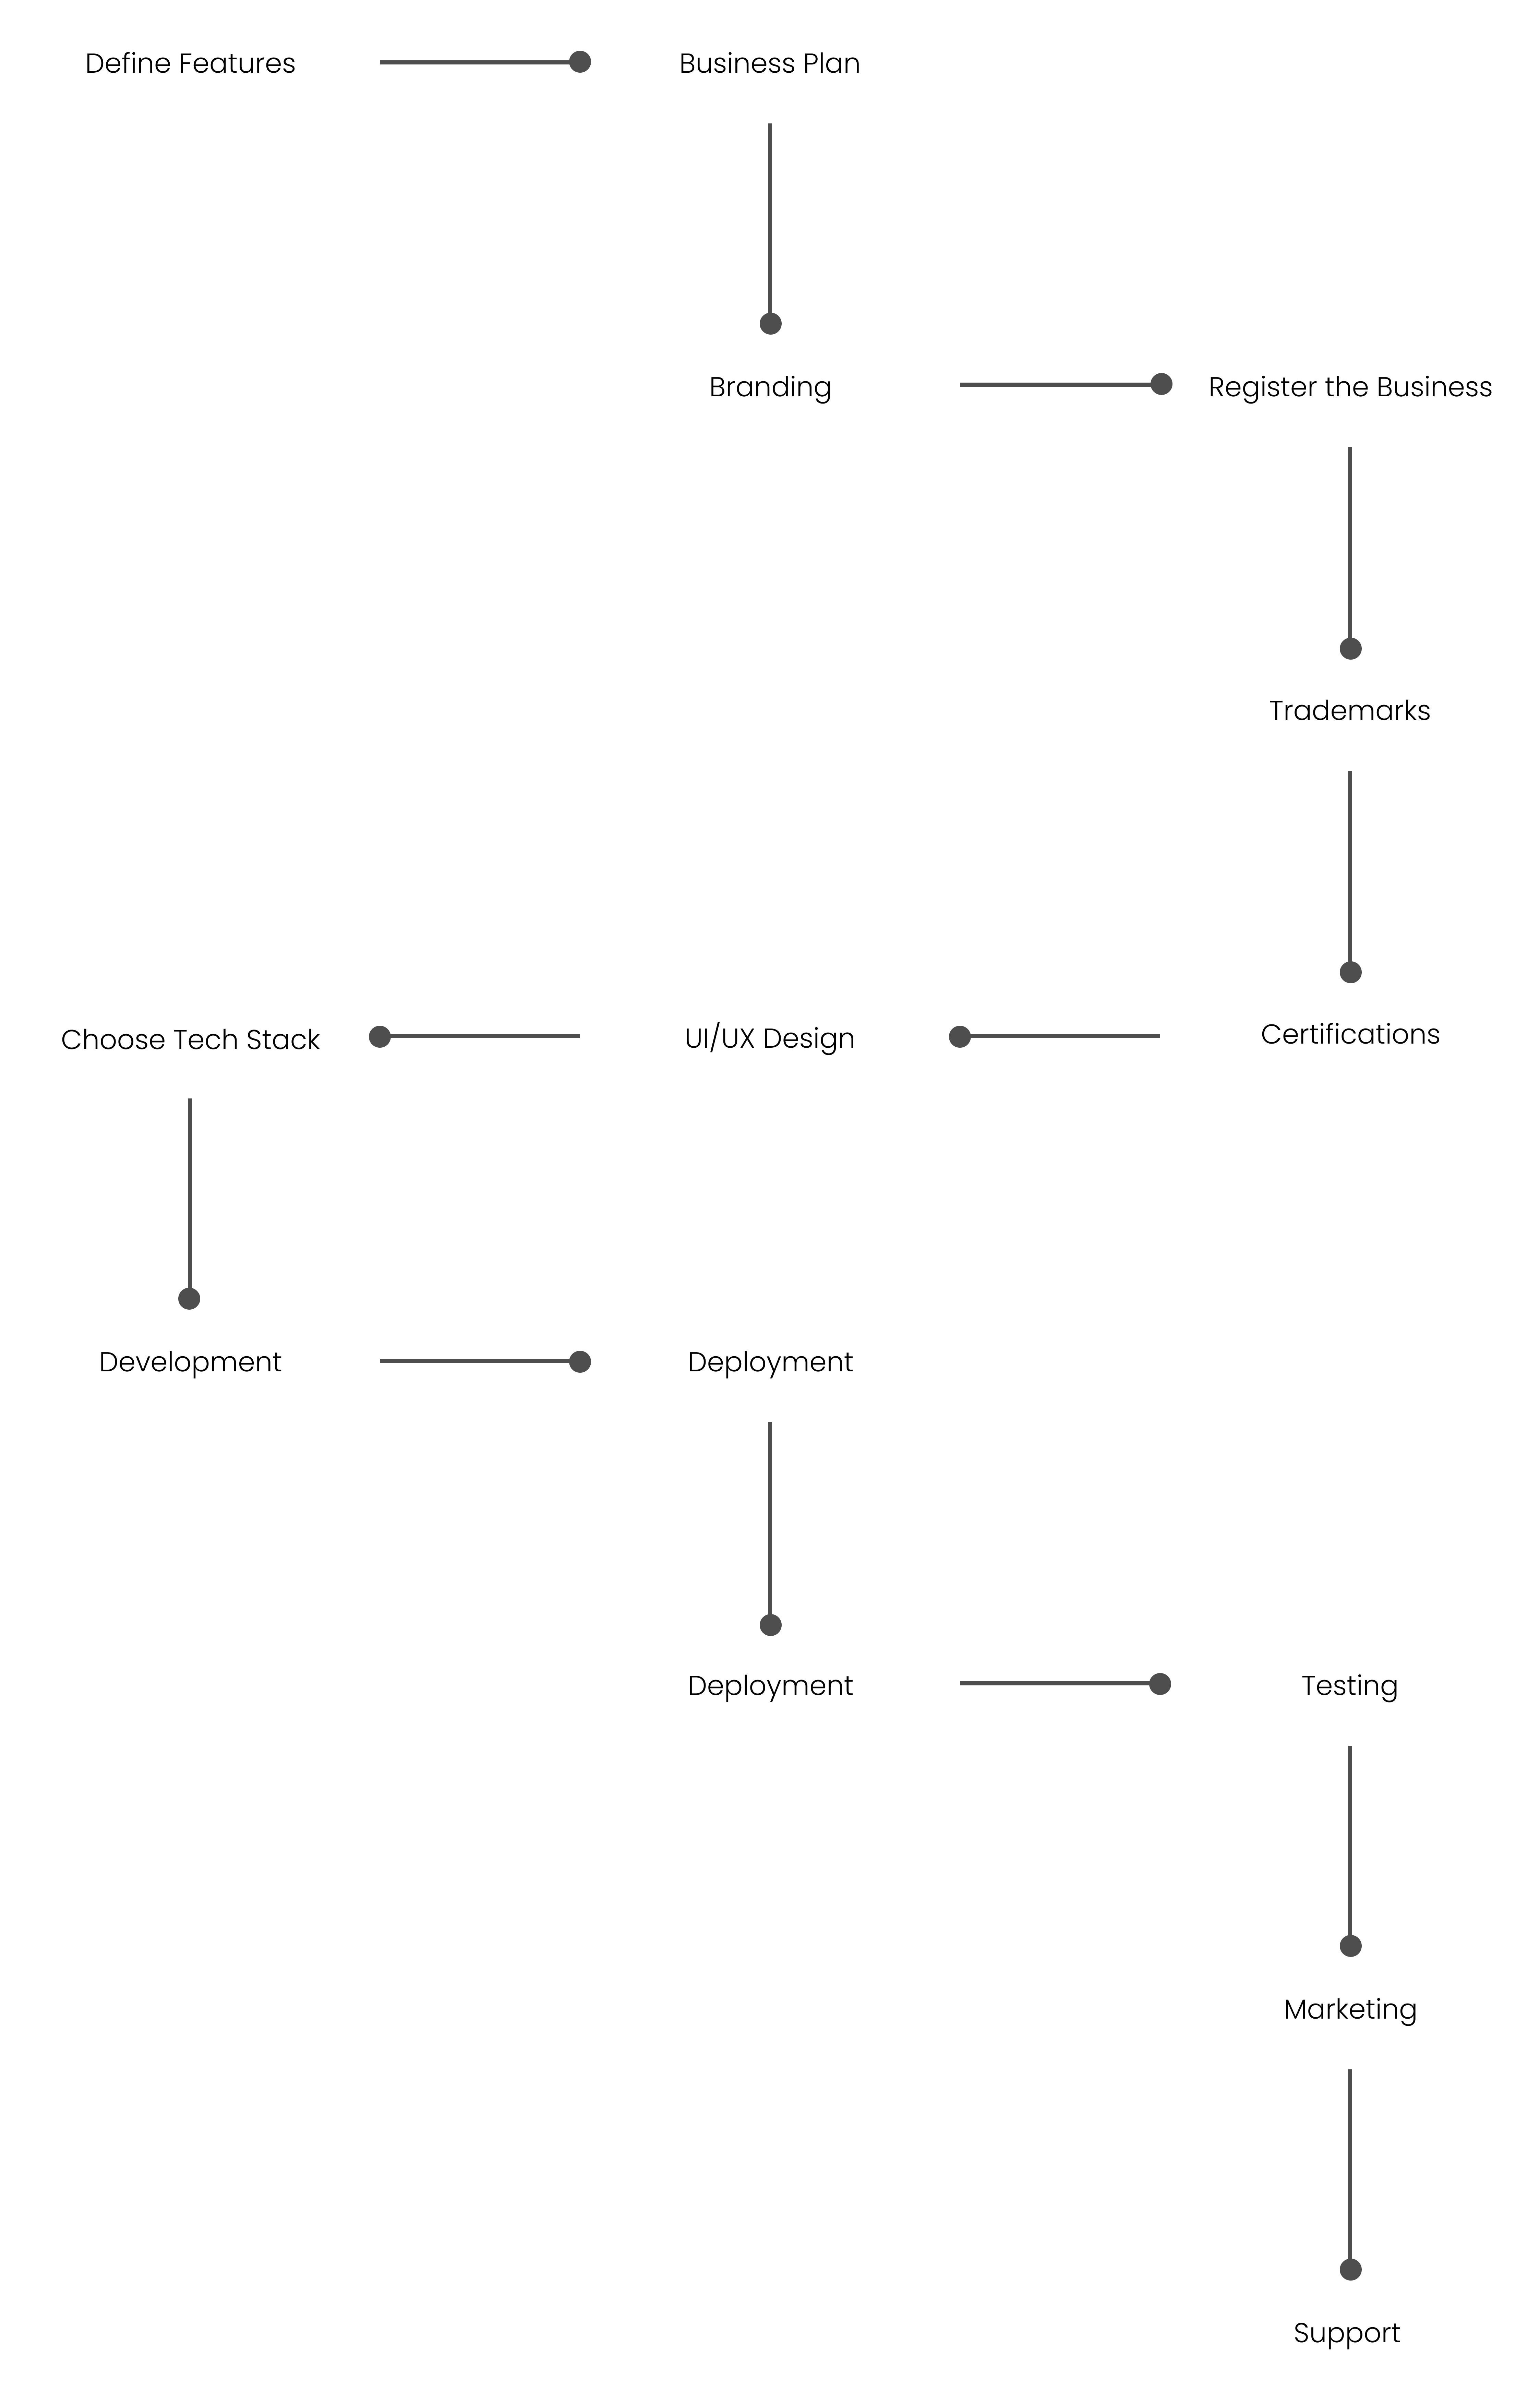 Define Features
Business Plan
Branding
Register the Business
Trademarks
Certifications
UI/UX Design
Choose Tech Stack
Development
Deployment
Deployment
Testing
Marketing
Support